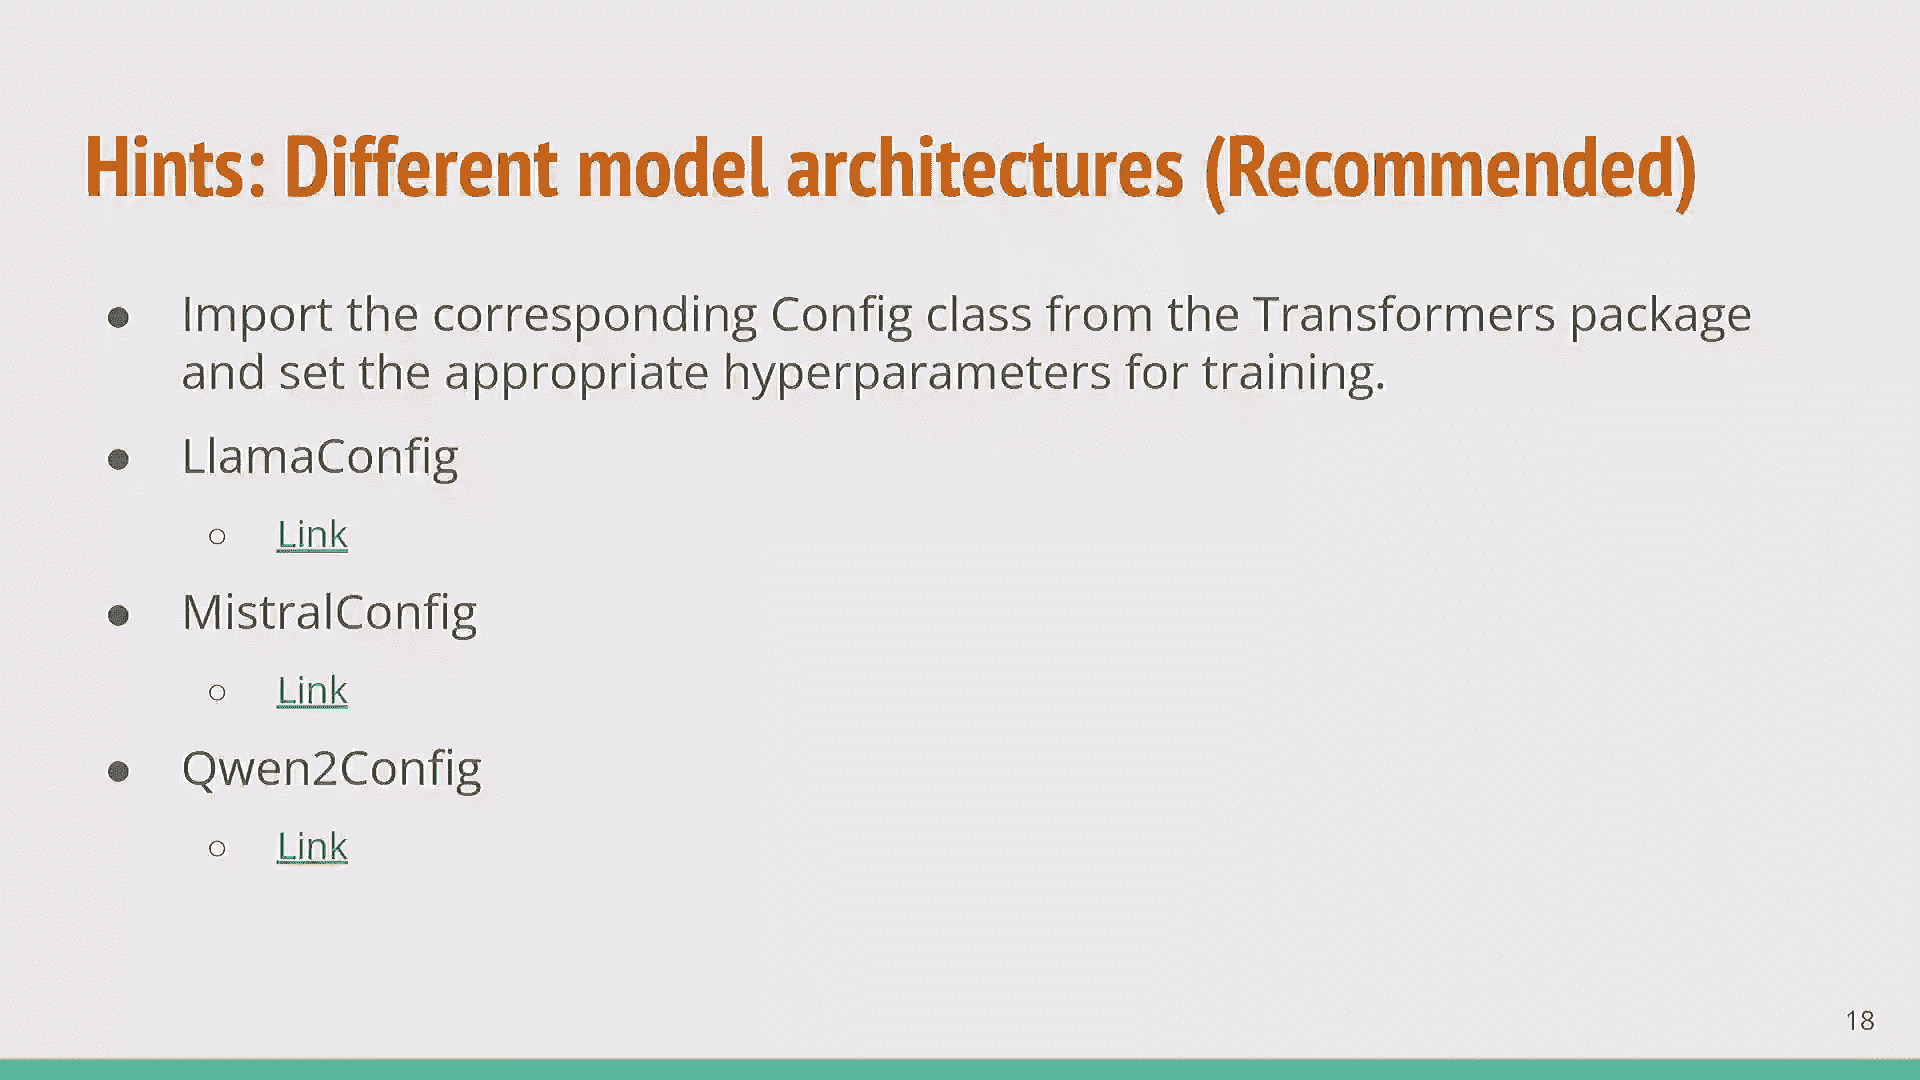 Hints: Different model architectures (Recommended)
● Import the corresponding Config class from the Transformers package
and set the appropriate hyperparameters for training.
● LlamaConfig
○ Link
● MistralConfig
○ Link
● Qwen2Config
○ Link
18